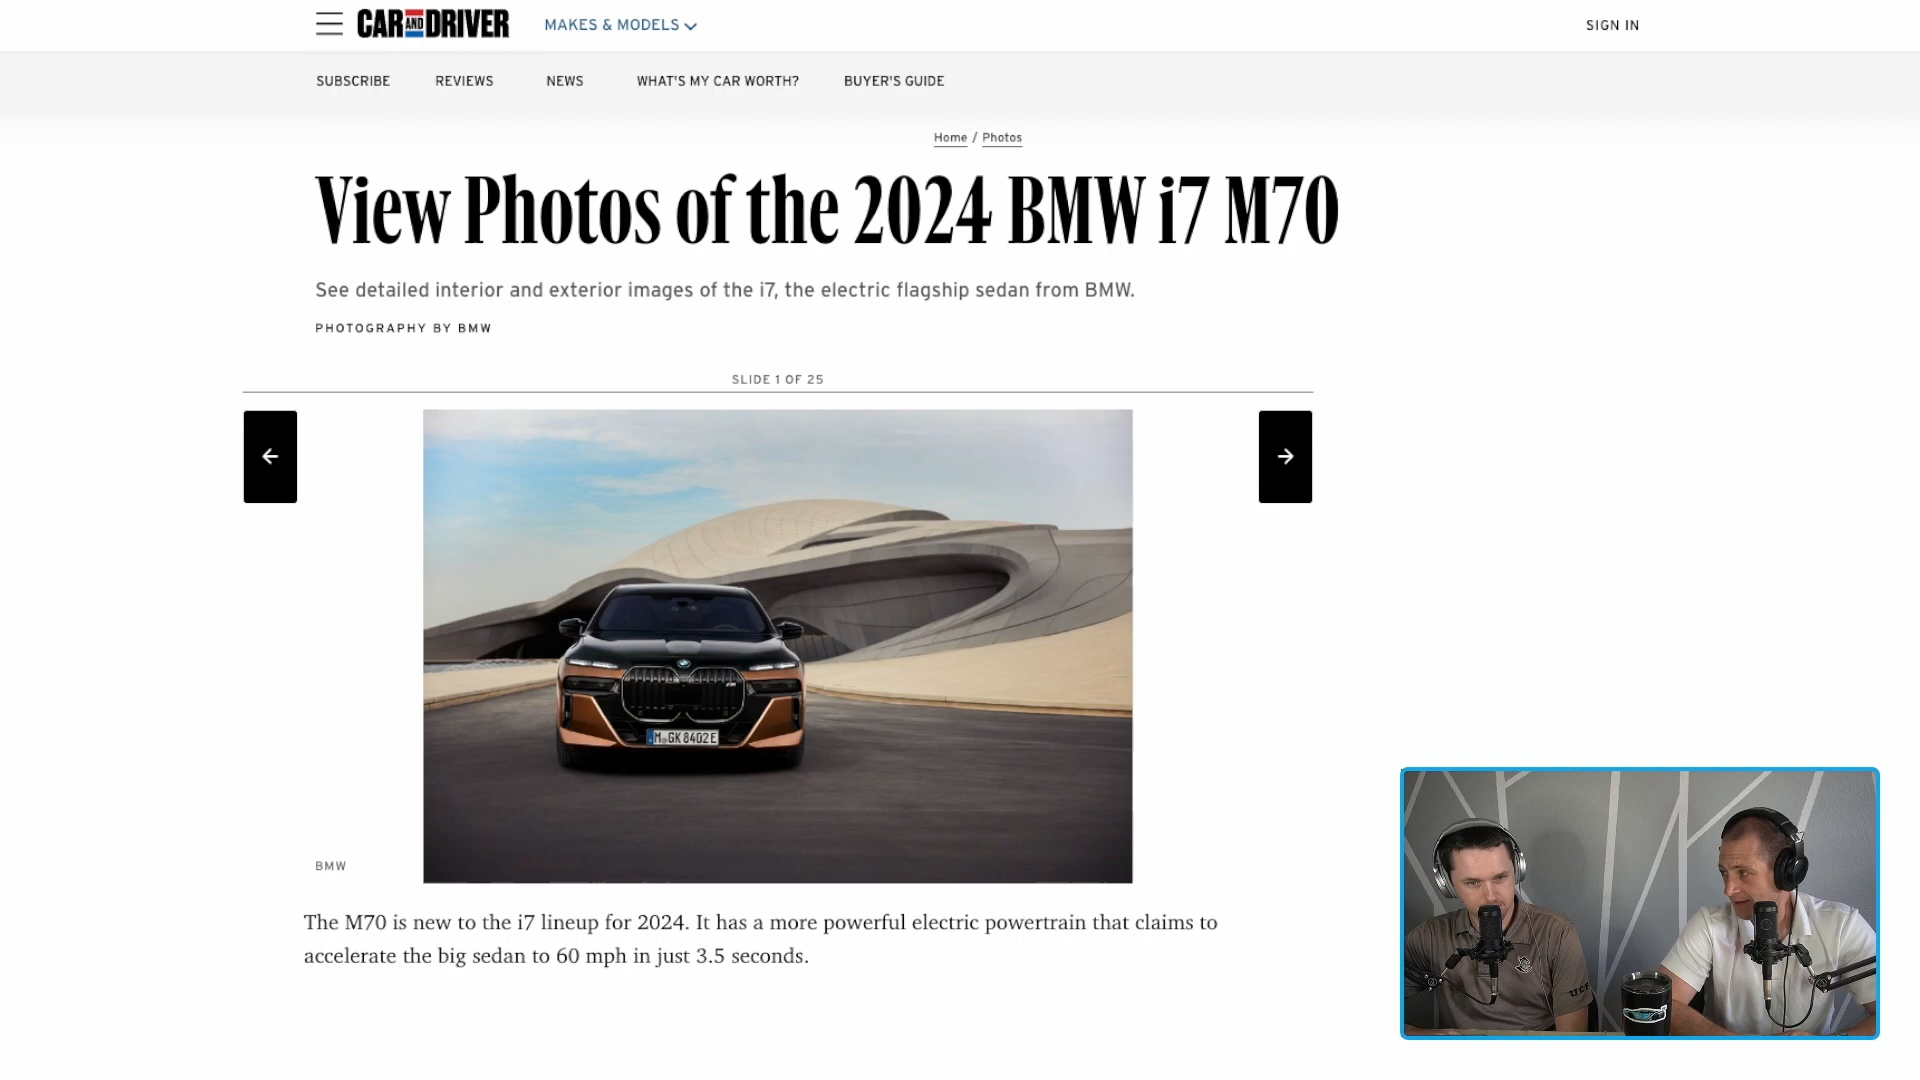 CAR AND DRIVER
MAKES & MODELS
SIGN IN
SUBSCRIBE
REVIEWS
NEWS
WHAT'S MY CAR WORTH?
BUYER'S GUIDE
Home / Photos
View Photos of the 2024 BMW i7 M70
See detailed interior and exterior images of the i7, the electric flagship sedan from BMW.
PHOTOGRAPHY BY BMW
SLIDE 1 OF 25
M GK 8402E
BMW
The M70 is new to the i7 lineup for 2024. It has a more powerful electric powertrain that claims to
accelerate the big sedan to 60 mph in just 3.5 seconds.
UCF